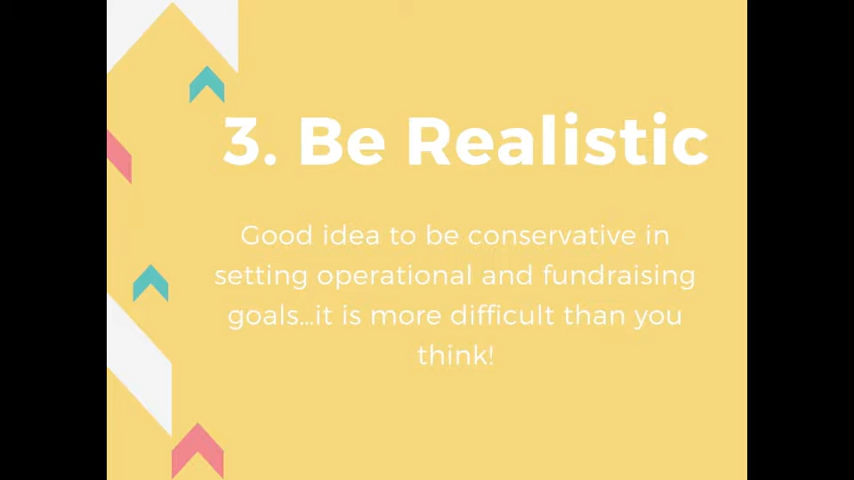 3. Be Realistic
Good idea to be conservative in
setting operational and fundraising
goals...it is more difficult than you
think!